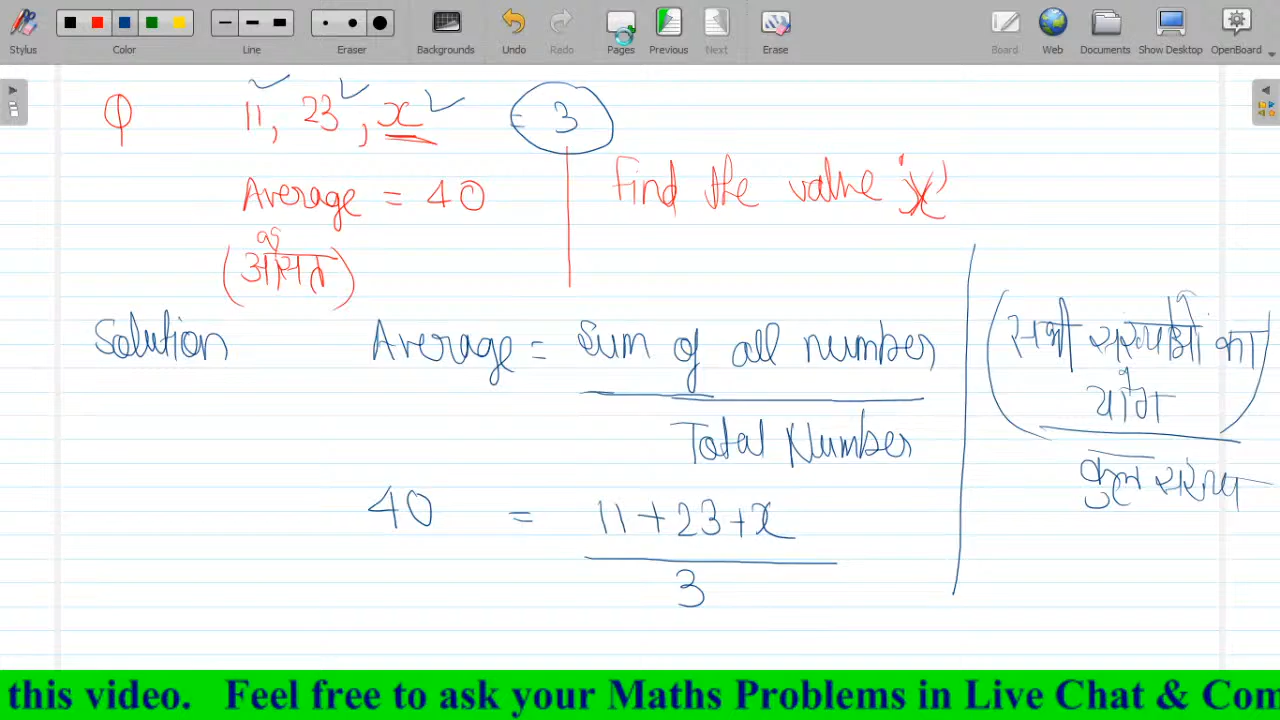 Stylus Color Line Eraser Backgrounds Undo Redo Pages Previous Next Erase Board Web Documents Show Desktop OpenBoard
Q 11, 23, x = 3
Average = 40
(औसत)
Find the value 'x'
Solution Average = Sum of all number
Total Number
(सभी संख्याओं का
योग)
कुल संख्या
40 = 11+23+x
3
this video. Feel free to ask your Maths Problems in Live Chat & Com